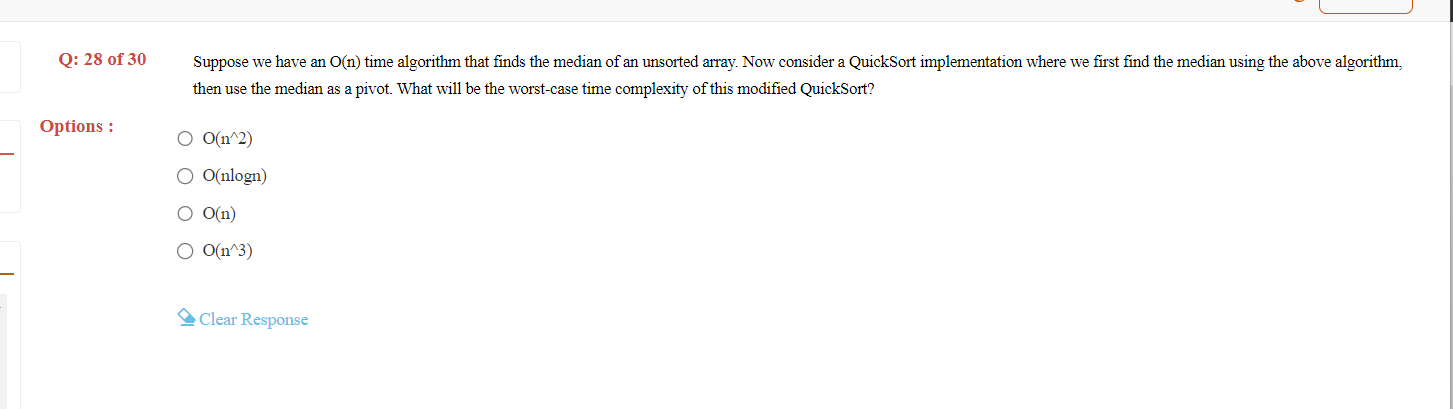 Q: 28 of 30
Suppose we have an O(n) time algorithm that finds the median of an unsorted array. Now consider a QuickSort implementation where we first find the median using the above algorithm,
then use the median as a pivot. What will be the worst-case time complexity of this modified QuickSort?
Options :
O(n^2)
O(nlogn)
O(n)
O(n^3)
Clear Response